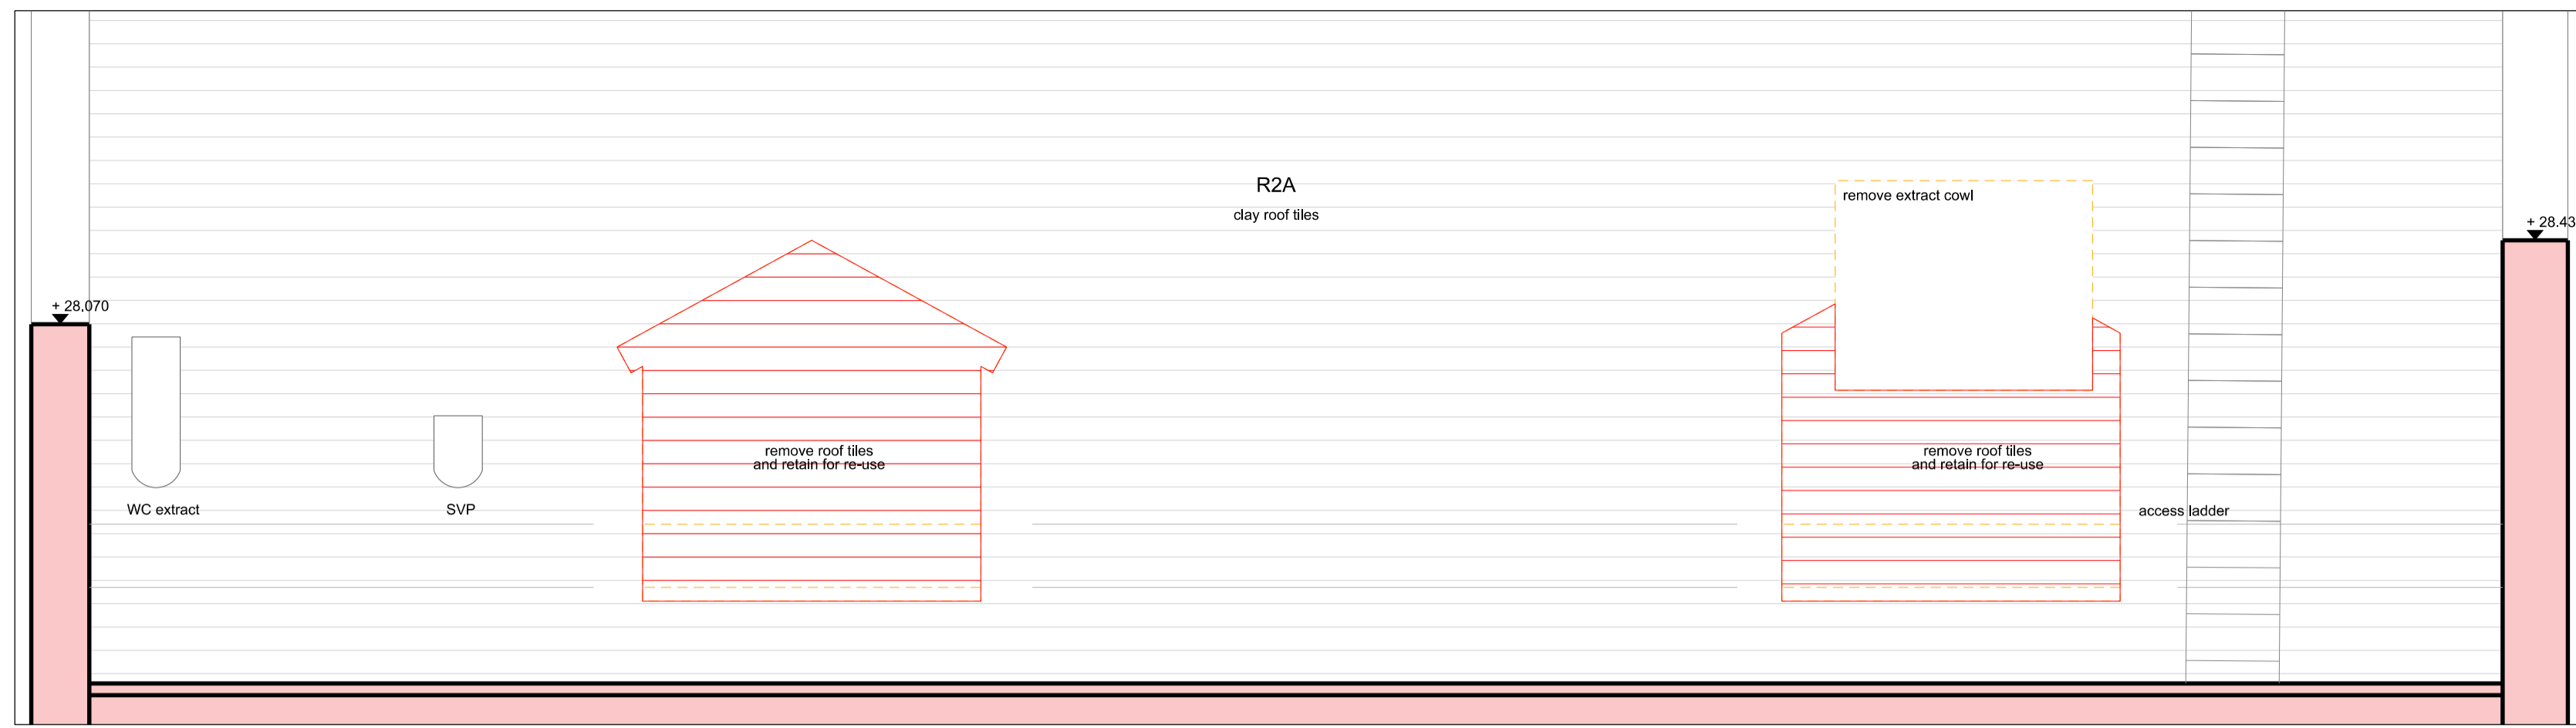 R2A
clay roof tiles
remove extract cowl
+ 28.43
+ 28,070
remove roof tiles
and retain for re-use
remove roof tiles
and retain for re-use
WC extract
SVP
access ladder